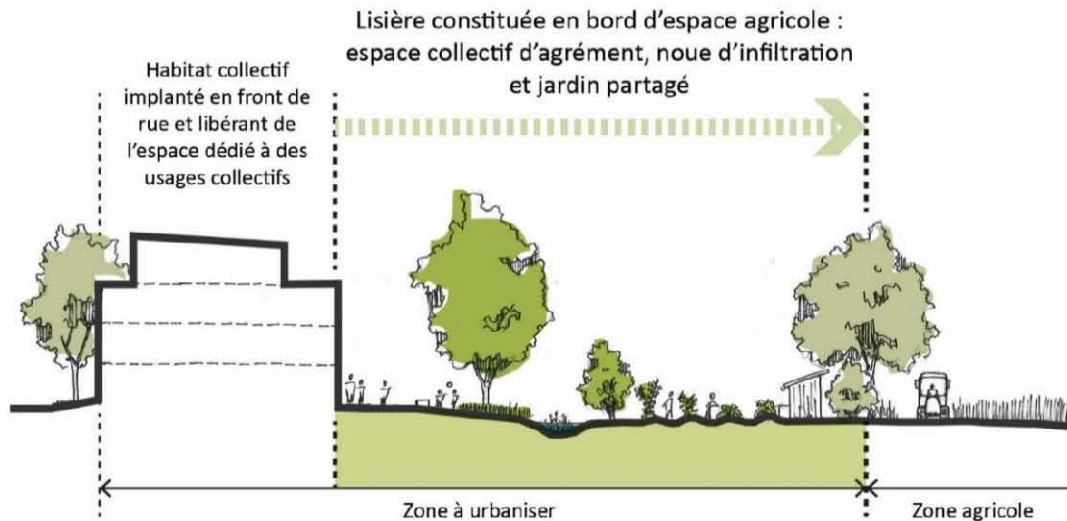 Lisière constituée en bord d'espace agricole :
espace collectif d'agrément, noue d'infiltration
et jardin partagé
Habitat collectif
implanté en front de
rue et libérant de
l'espace dédié à des
usages collectifs
Zone à urbaniser
Zone agricole